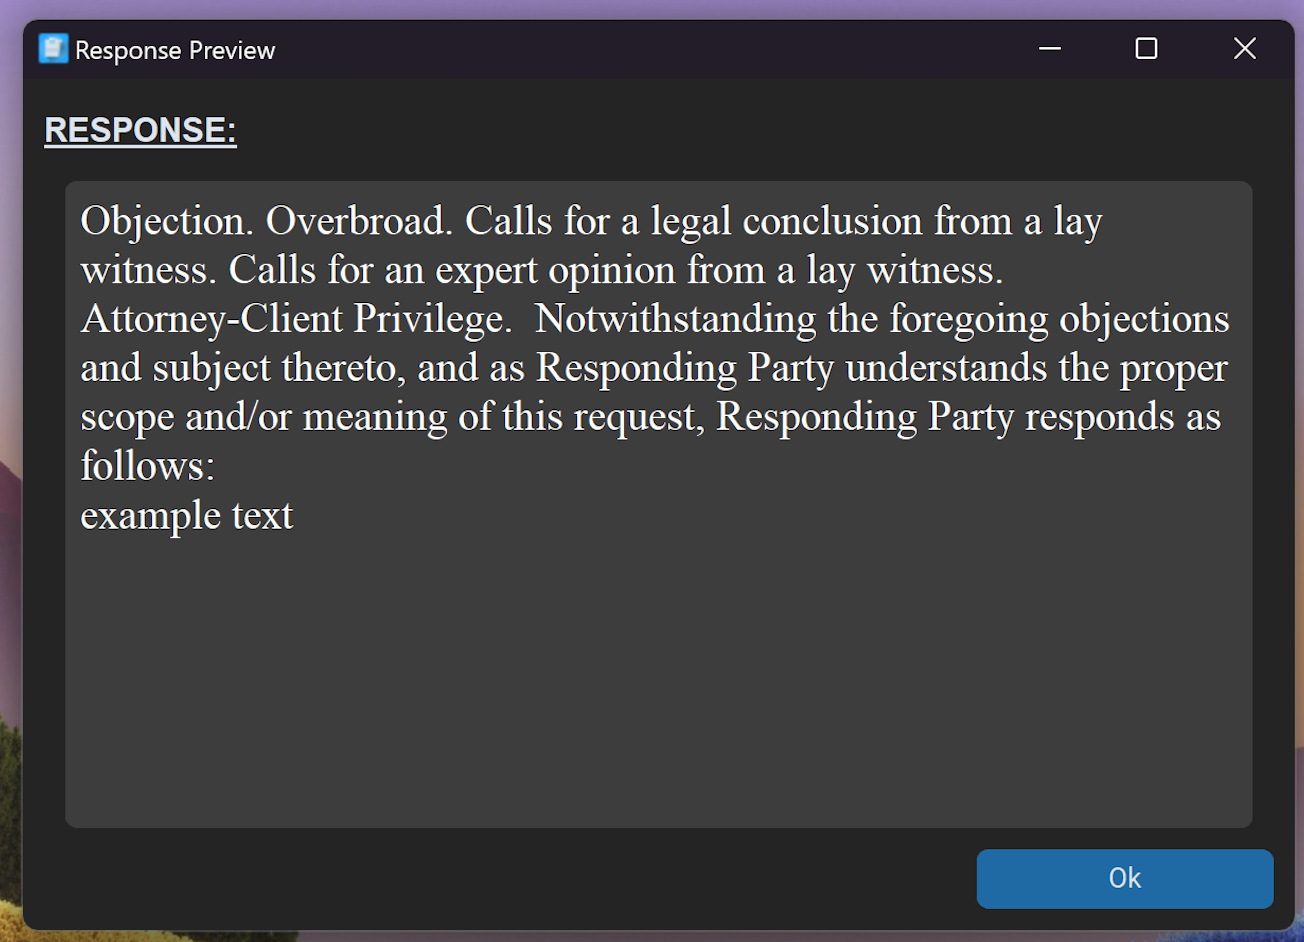 Response Preview
RESPONSE:
Objection. Overbroad. Calls for a legal conclusion from a lay
witness. Calls for an expert opinion from a lay witness.
Attorney-Client Privilege.  Notwithstanding the foregoing objections
and subject thereto, and as Responding Party understands the proper
scope and/or meaning of this request, Responding Party responds as
follows:
example text
Ok